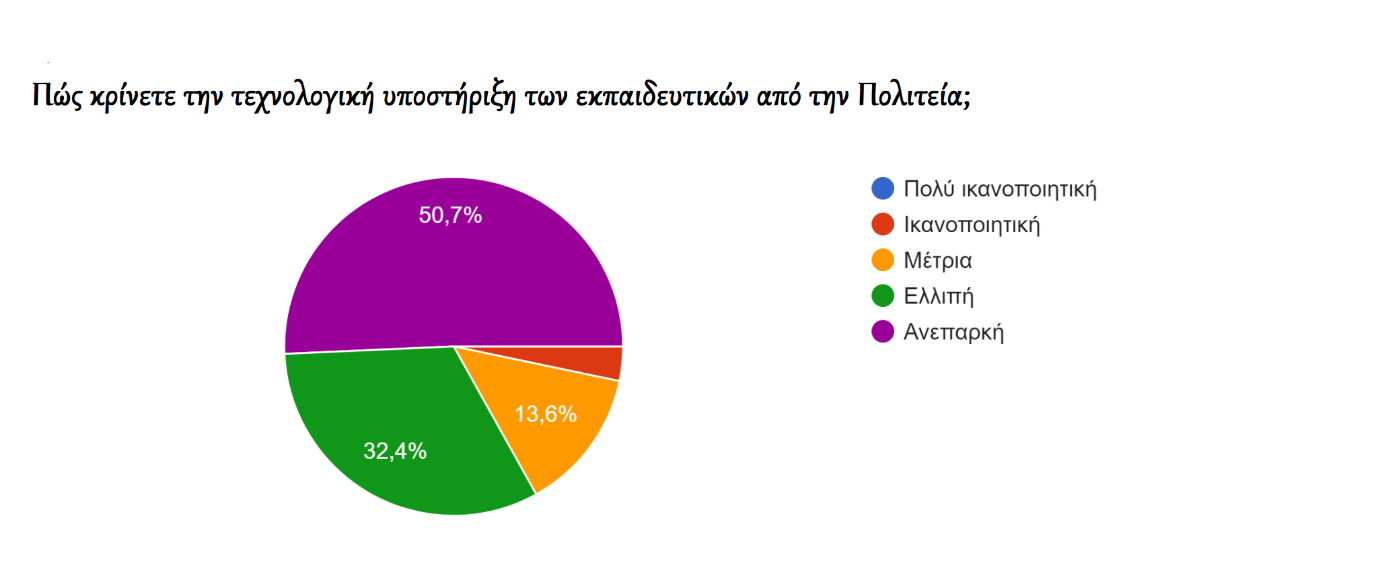 Πώς κρίνετε την τεχνολογική υποστήριξη των εκπαιδευτικών από την Πολιτεία;
50,7%
13,6%
32,4%
Πολύ ικανοποιητική
Ικανοποιητική
Μέτρια
Ελλιπή
Ανεπαρκή